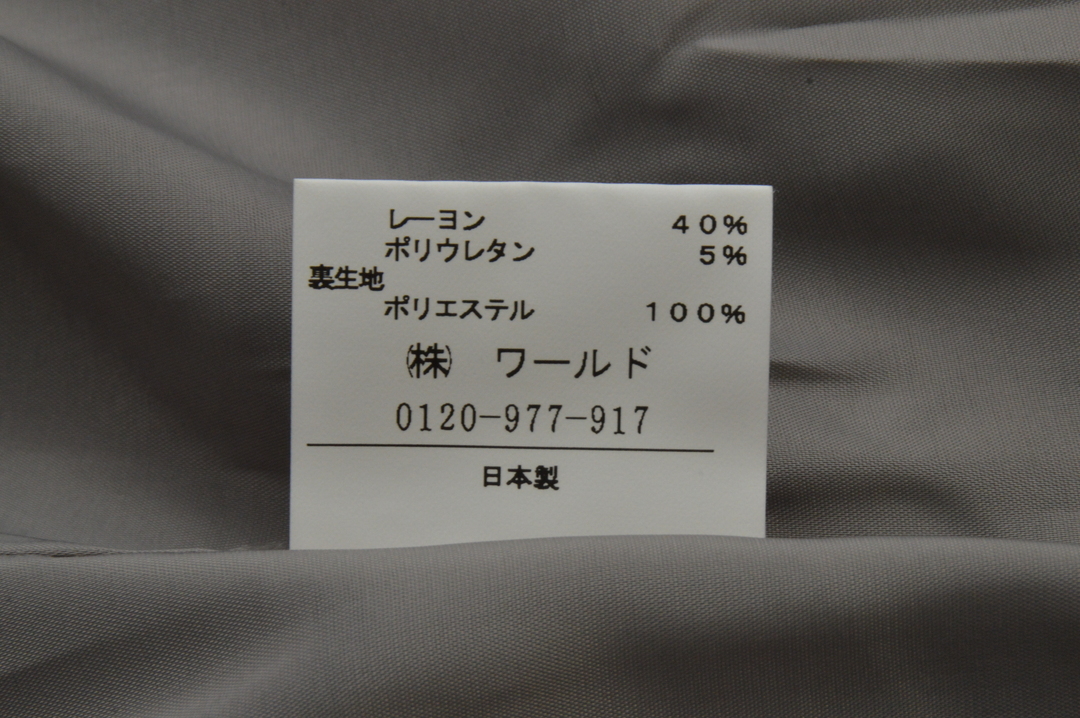 レーヨン 40%
ポリウレタン 5%
裏生地
ポリエステル 100%
㈱ ワールド
0120-977-917
日本製